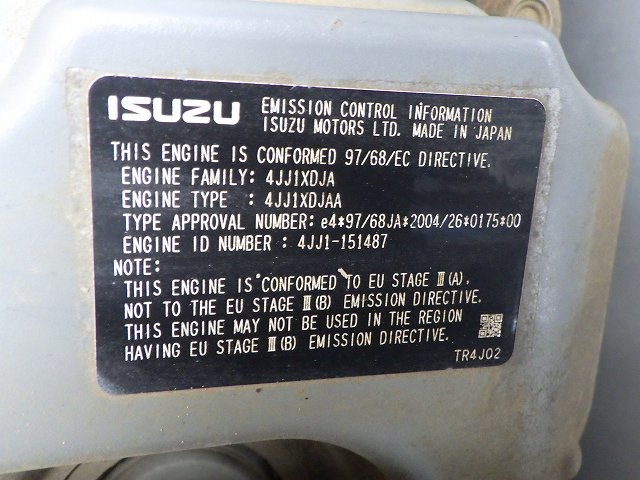 ISUZU EMISSION CONTROL INFORMATION
ISUZU MOTORS LTD. MADE IN JAPAN
THIS ENGINE IS CONFORMED 97/68/EC DIRECTIVE.
ENGINE FAMILY: 4JJ1XDJA
ENGINE TYPE : 4JJ1XDJAA
TYPE APPROVAL NUMBER: e4*97/68JA*2004/26*0175*00
ENGINE ID NUMBER : 4JJ1-151487
NOTE:
THIS ENGINE IS CONFORMED TO EU STAGE Ⅲ(A),
NOT TO THE EU STAGE Ⅲ(B) EMISSION DIRECTIVE.
THIS ENGINE MAY NOT BE USED IN THE REGION
HAVING EU STAGE Ⅲ(B) EMISSION DIRECTIVE.
TR4J02